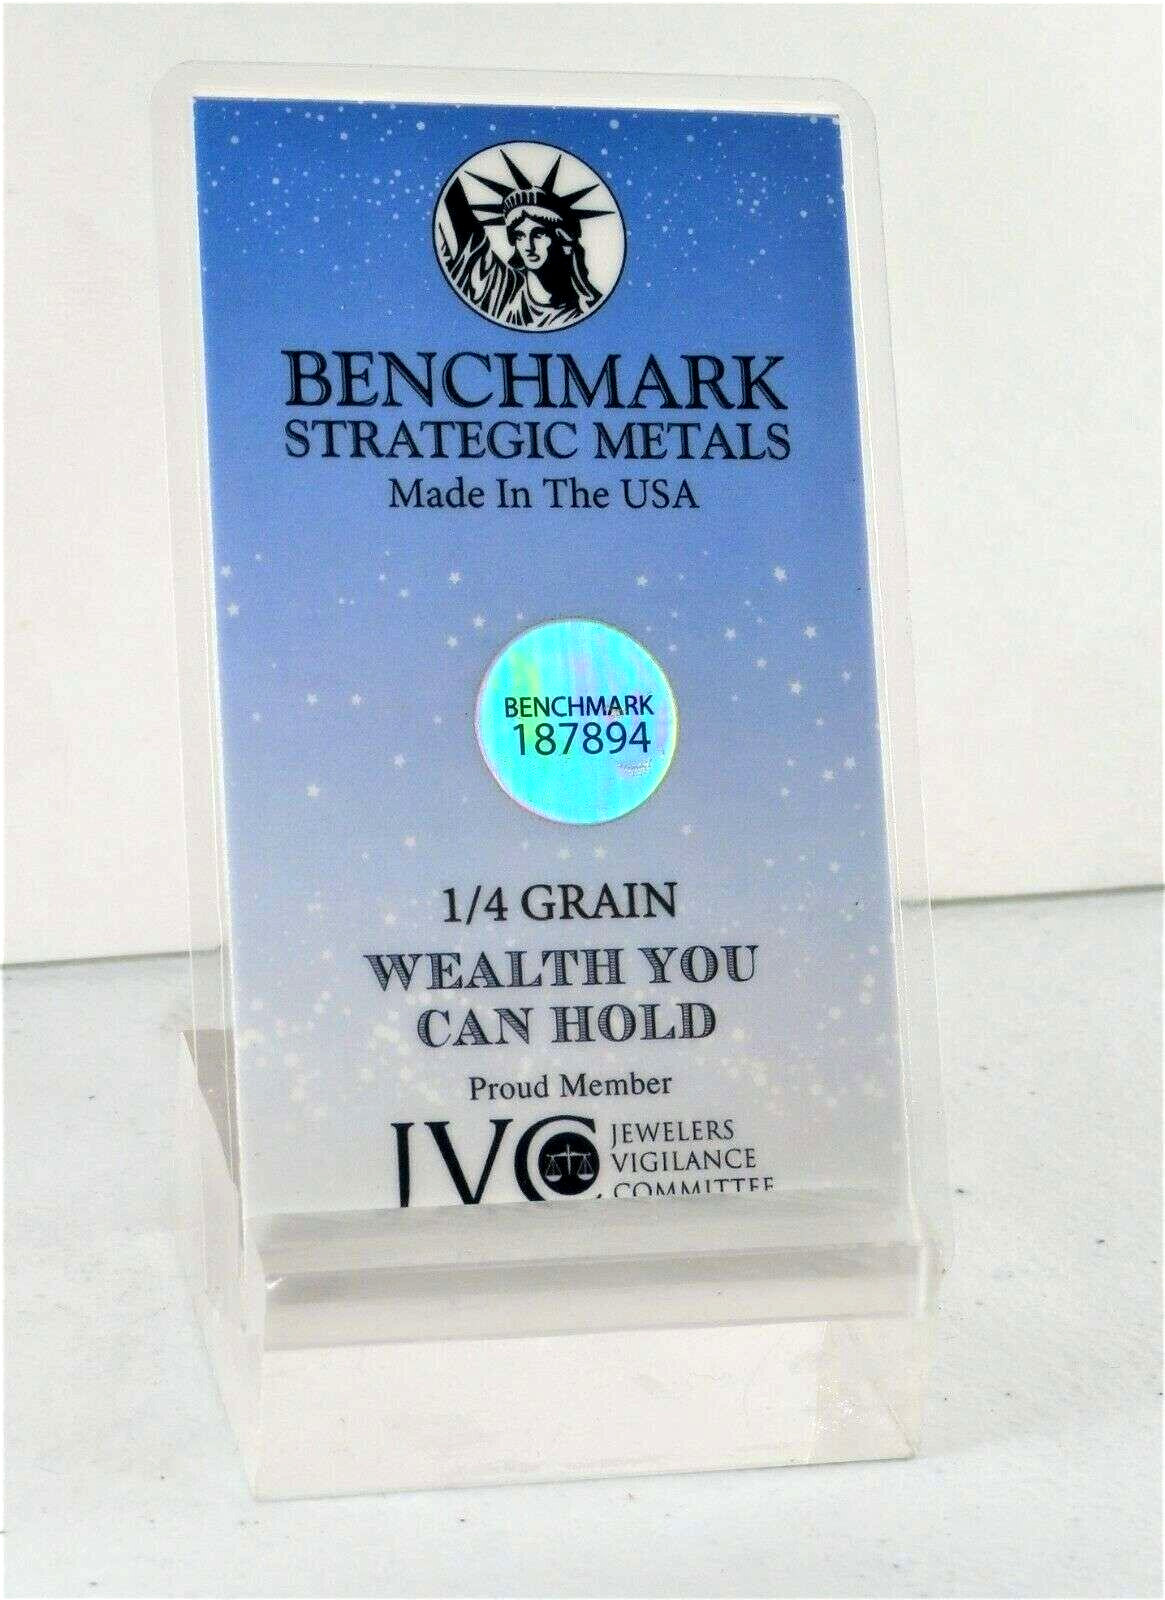 BENCHMARK
STRATEGIC METALS
Made In The USA
BENCHMARK
187894
1/4 GRAIN
WEALTH YOU
CAN HOLD
Proud Member
JVC JEWELERS
VIGILANCE
COMMITTEE